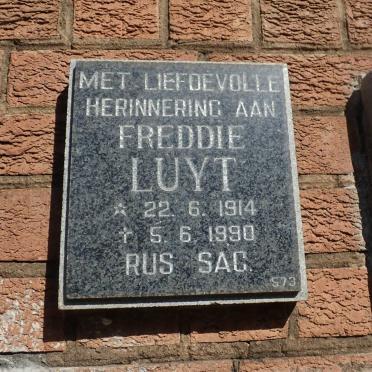 MET LIEFDEVOLLE
HERINNERING AAN
FREDDIE
LUYT
☆ 22. 6. 1914
✝ 5. 6. 1990
RUS SAG.
573